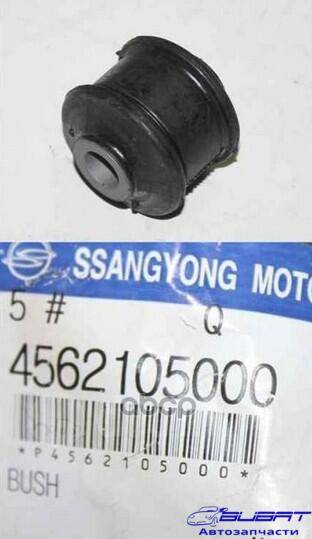 SSANGYONG MOTO
5 # Q
4562105000
*P4562105000*
BUSH
Автозапчасти